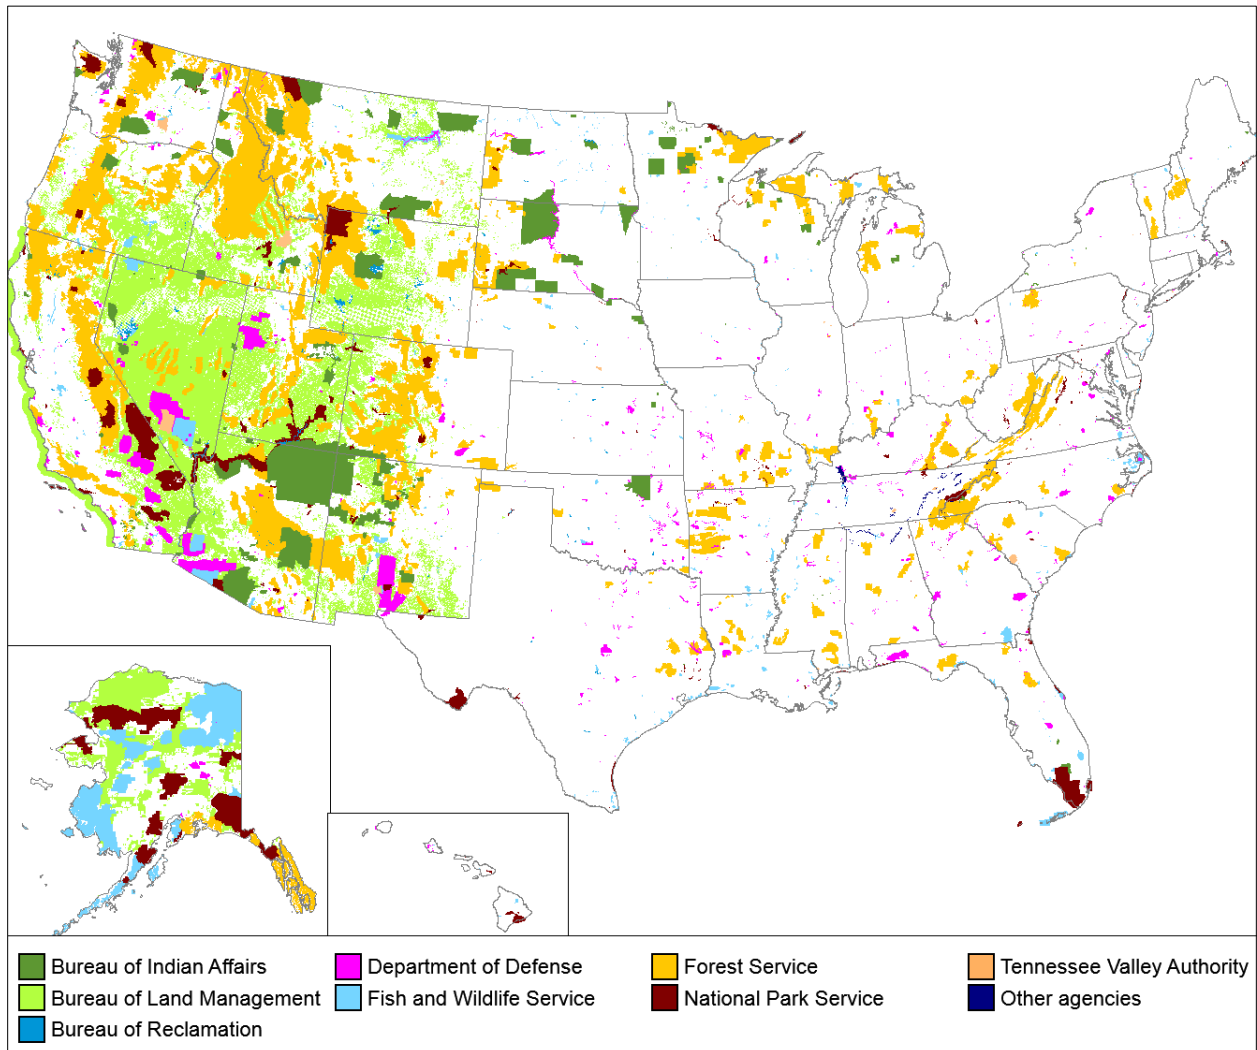 Bureau of Indian Affairs
Department of Defense
Forest Service
Tennessee Valley Authority
Bureau of Land Management
Fish and Wildlife Service
National Park Service
Other agencies
Bureau of Reclamation